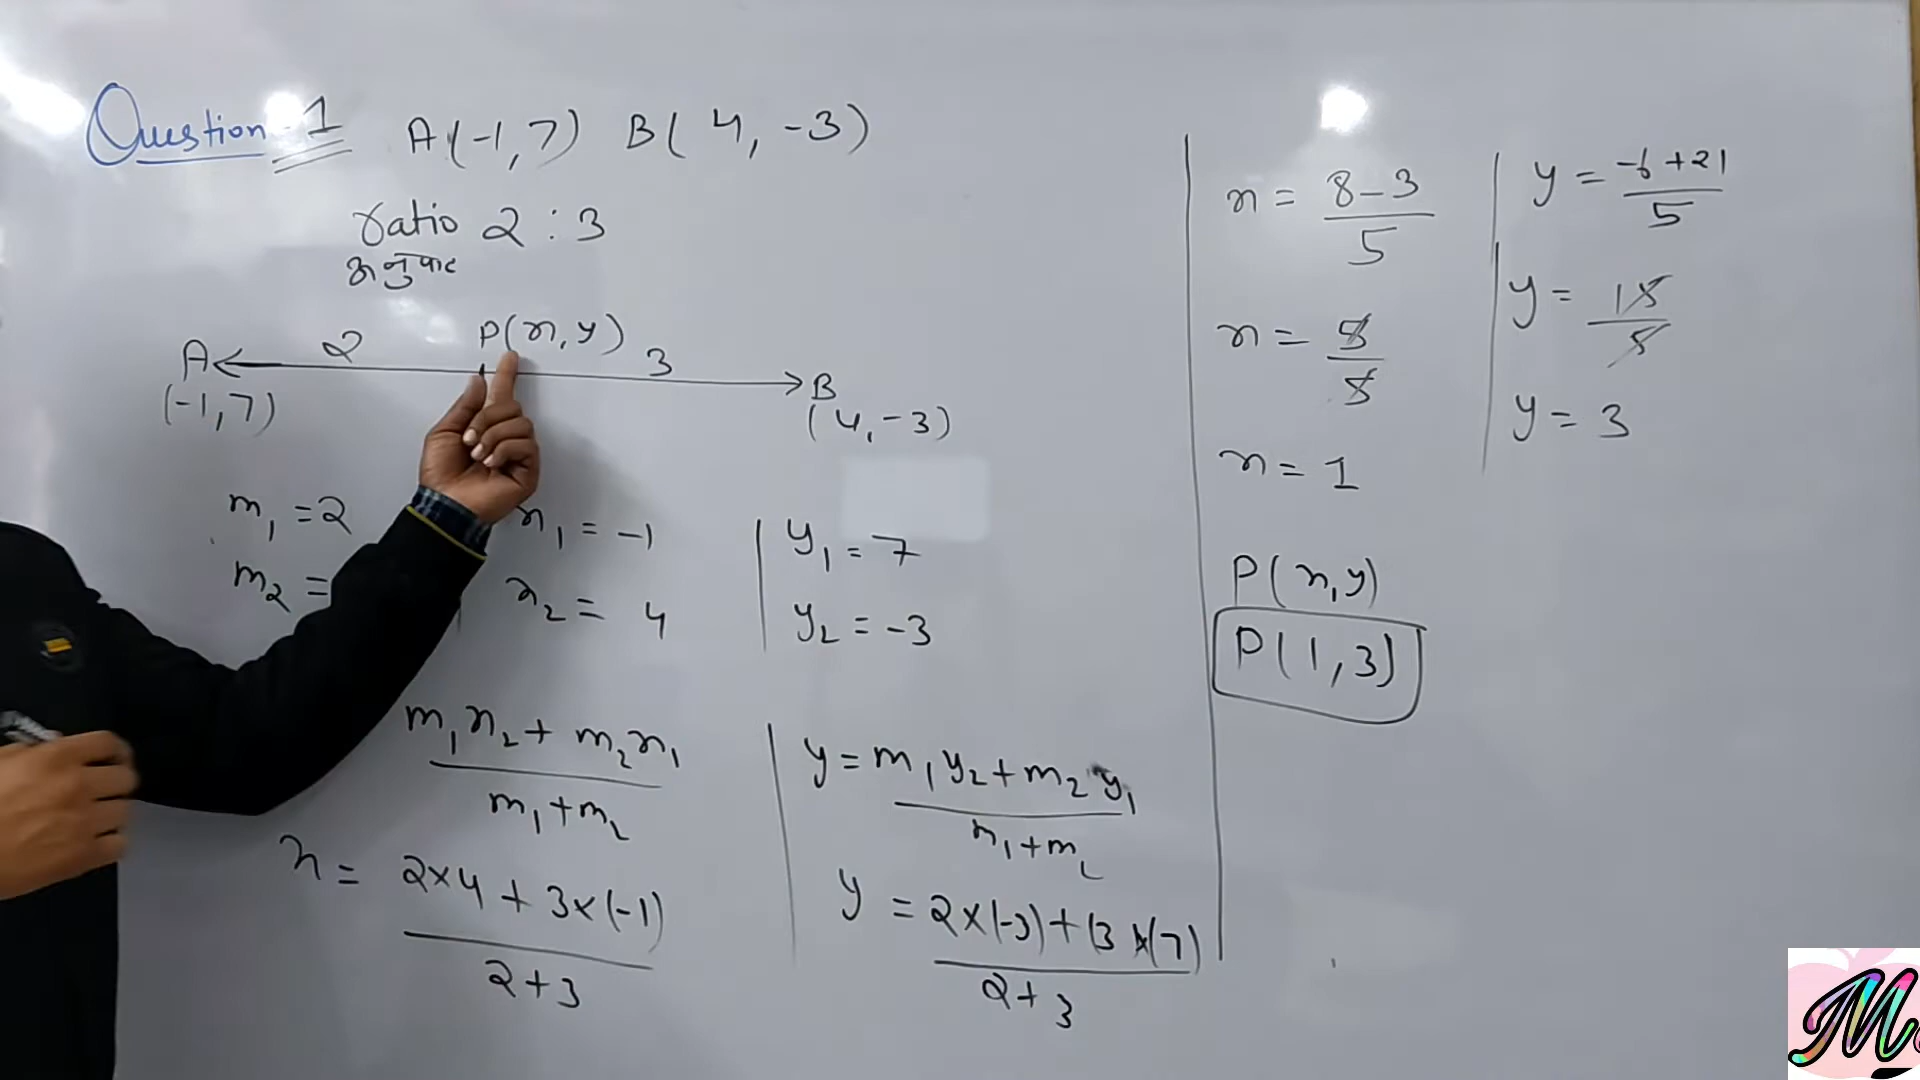 Question-1 A(-1,7) B(4,-3)
ratio 2:3
अनुपात
A 2 P(x,y) 3 B
(-1,7) (4,-3)
m₁=2 x₁=-1 y₁=7
m₂= x₂=4 y₂=-3
m₁x₂+m₂x₁ y=m₁y₂+m₂y₁
m₁+m₂ m₁+m₂
x= 2×4+3×(-1) y=2×(-3)+(3×(7)
2+3 2+3
x=8-3
5
x=5
5
x=1
P(x,y)
P(1,3)
y=-6+21
5
y=15
5
y=3
M